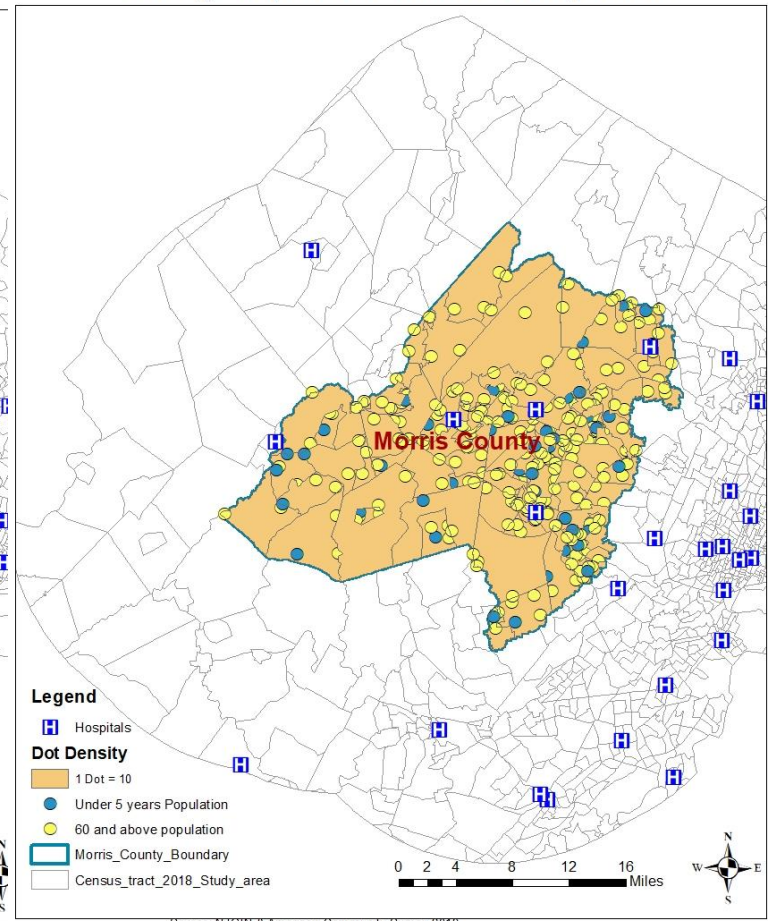 Morris County
Legend
H Hospitals
Dot Density
1 Dot = 10
Under 5 years Population
60 and above population
Morris_County_Boundary
Census_tract_2018_Study_area
0 2 4 8 12 16
Miles
N
W E
S